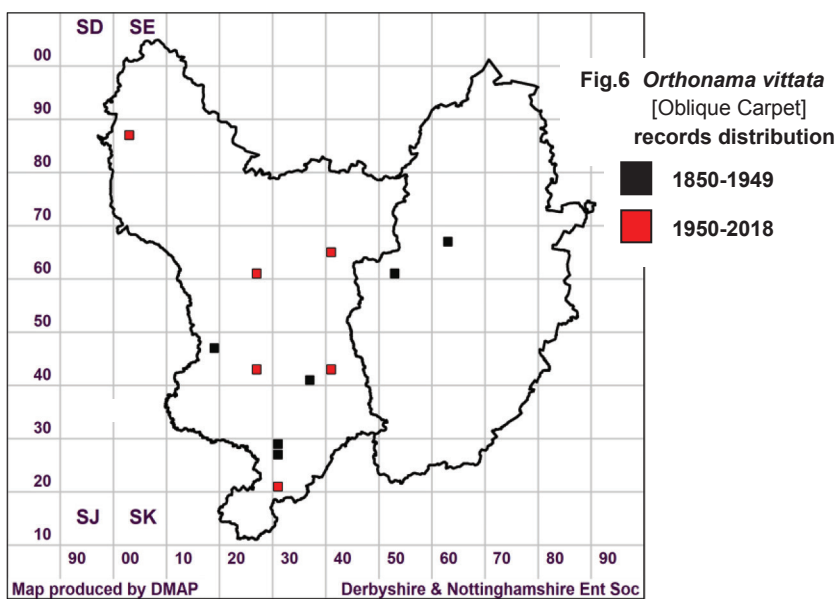 SD SE
Fig.6 Orthonama vittata
[Oblique Carpet]
records distribution
1850-1949
1950-2018
00
90
80
70
60
50
40
30
20
10
SJ SK
90 00 10 20 30 40 50 60 70 80 90
Map produced by DMAP
Derbyshire & Nottinghamshire Ent Soc